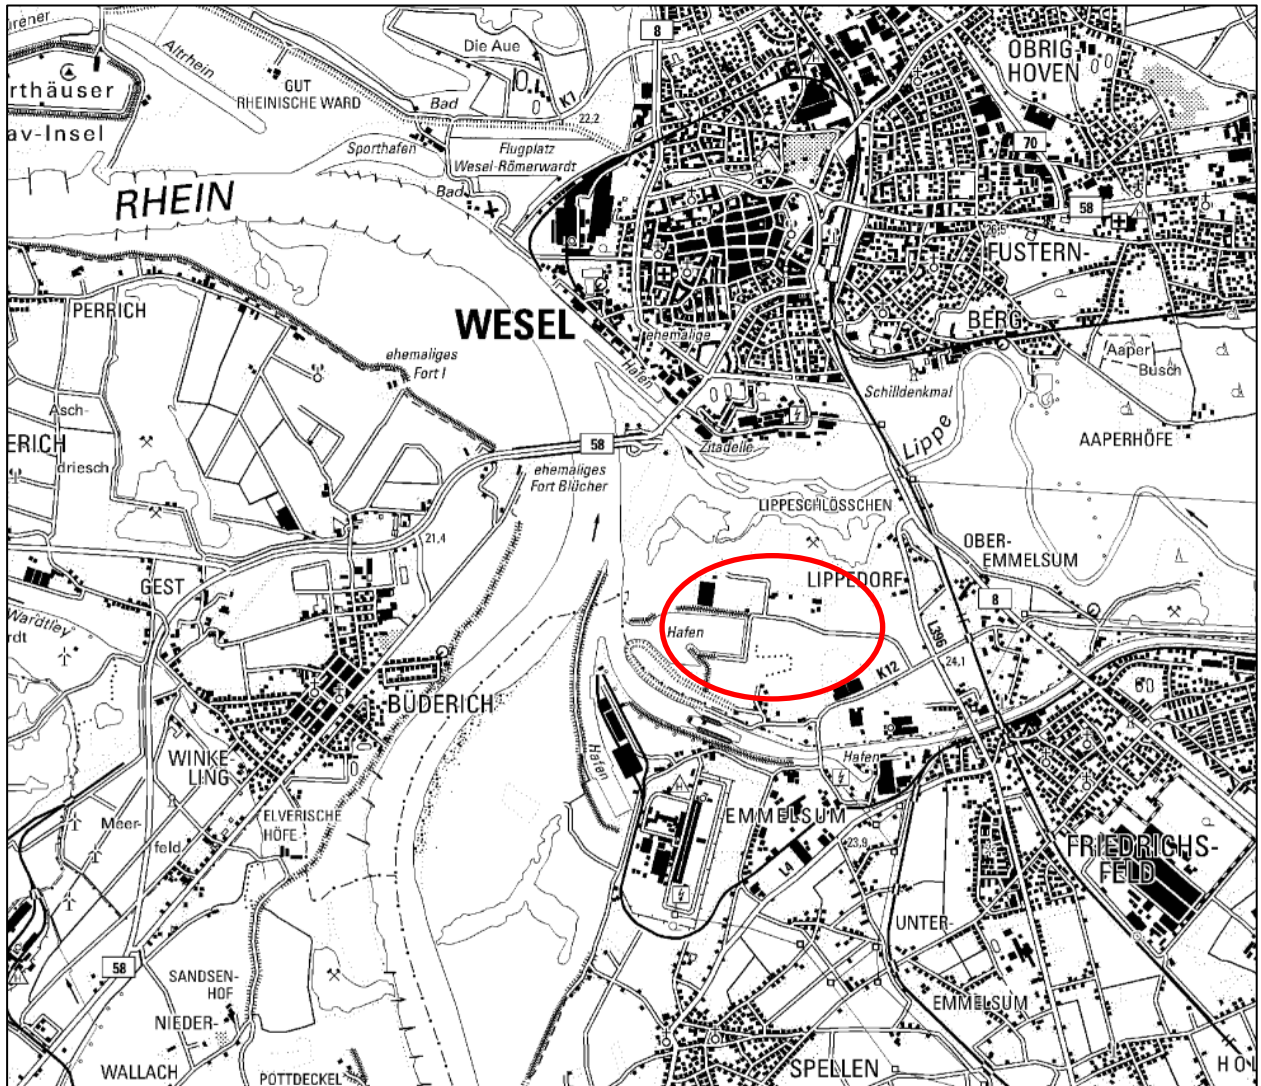 ürener
Altrhein
Die Aue
8
OBRIG-
HOVEN
rthäuser
GUT
RHEINISCHE WARD
Bad
K1
22,2
av-Insel
Sporthafen
Flugplatz
Wesel-Römerwardt
70
RHEIN
Bad
58
26,5
FUSTERN-
PERRICH
WESEL
ehemalige
BERG
ehemaliges
Fort I
Hafen
Aaper
Busch
Schilldenkmal
Asch-
driesch
ERICH
58
Zitadelle
Lippe
AAPERHÖFE
ehemaliges
Fort Blücher
LIPPESCHLÖSSCHEN
21,4
OBER-
EMMELSUM
GEST
LIPPEDORF
8
Wardtley
rdt
Hafen
L396
24,1
K12
BÜDERICH
WINKE
LING
Hafen
Hafen
Meer-
feld
ELVERISCHE
HÖFE
EMMELSUM
23,9
L4
FRIEDRICHS-
FELD
UNTER-
58
SANDSEN-
HOF
EMMELSUM
NIEDER-
WALLACH
POTTDECKEL
SPELLEN
HOL